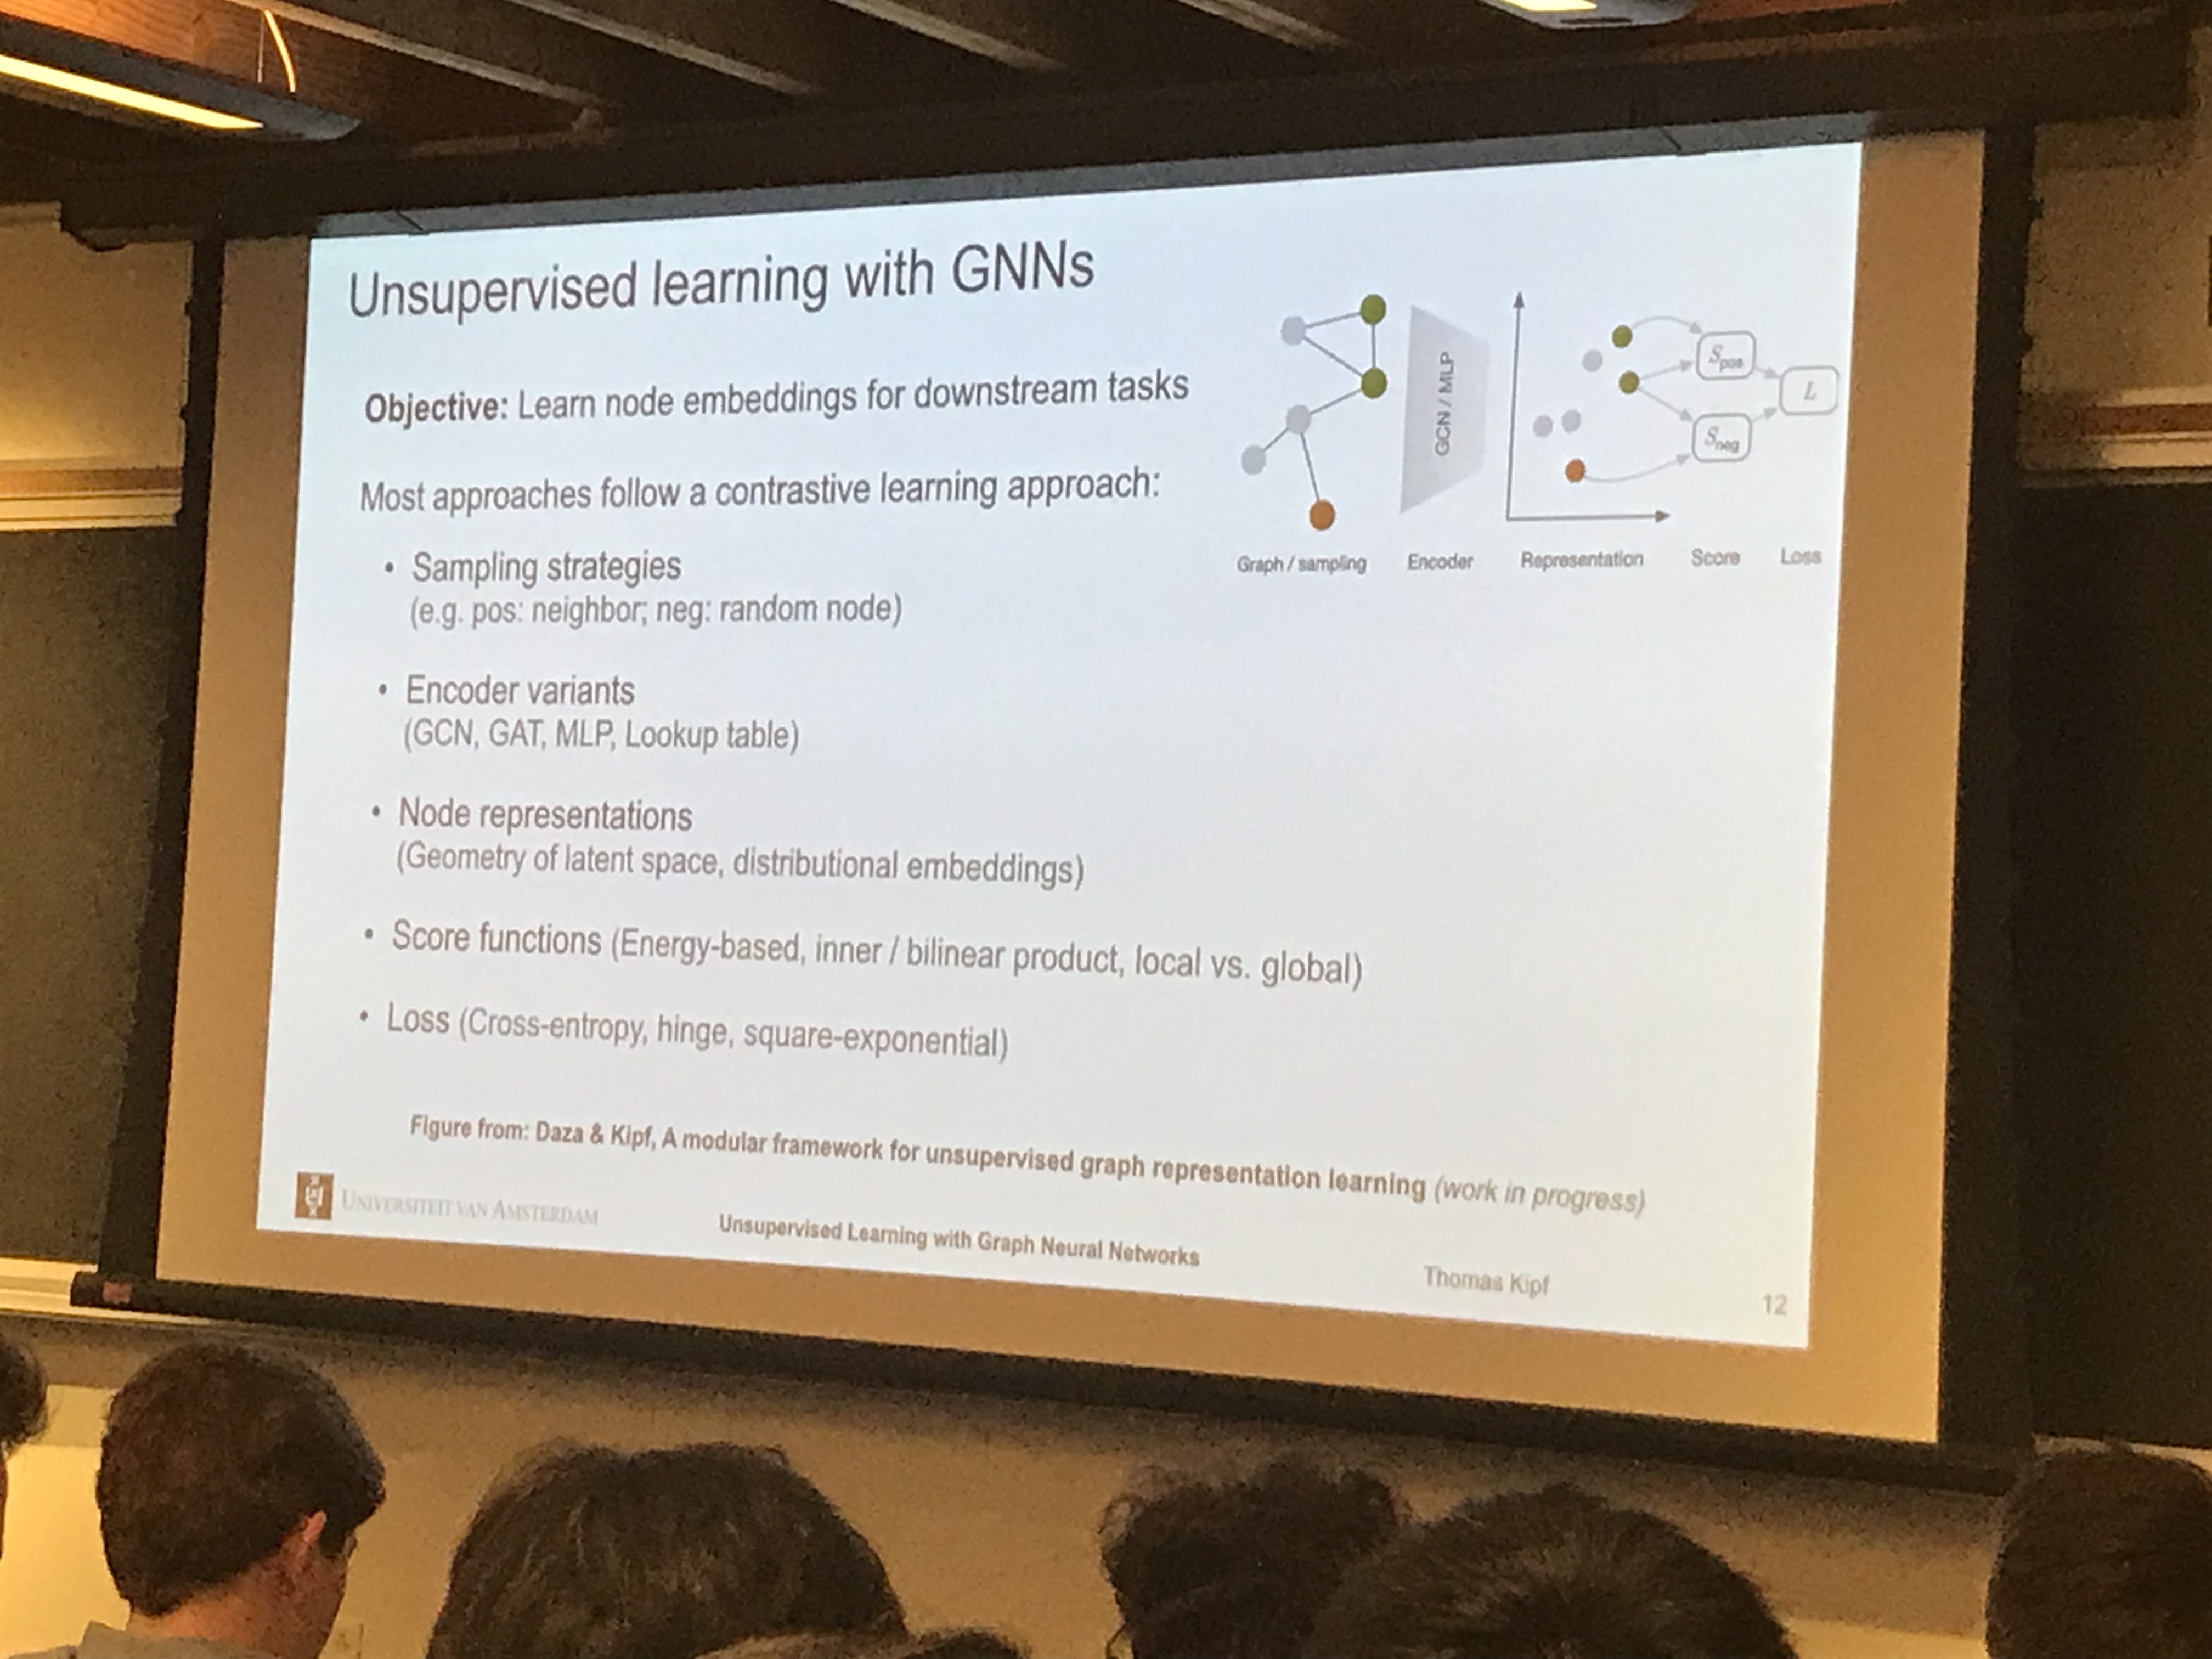 Unsupervised learning with GNNs
Objective: Learn node embeddings for downstream tasks
Most approaches follow a contrastive learning approach:
• Sampling strategies
(e.g. pos: neighbor; neg: random node)
• Encoder variants
(GCN, GAT, MLP, Lookup table)
• Node representations
(Geometry of latent space, distributional embeddings)
• Score functions (Energy-based, inner / bilinear product, local vs. global)
• Loss (Cross-entropy, hinge, square-exponential)
GCN / MLP
Spos
Sneg
L
Graph / sampling Encoder Representation Score Loss
Figure from: Daza & Kipf, A modular framework for unsupervised graph representation learning (work in progress)
UNIVERSITEIT VAN AMSTERDAM
Unsupervised Learning with Graph Neural Networks
Thomas Kipf
12